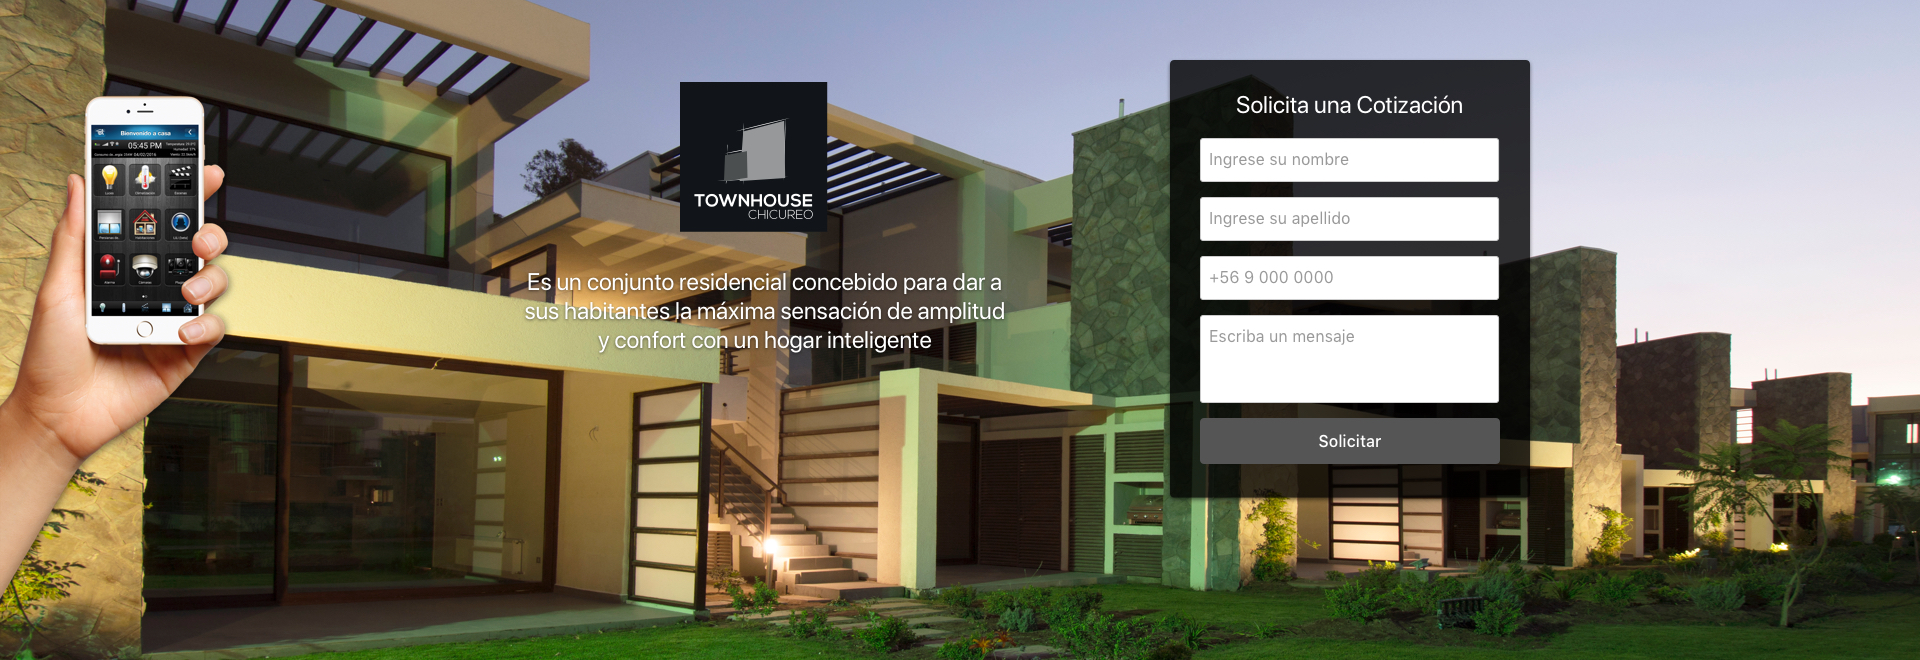 Bienvenido a casa
05:45 PM
TOWNHOUSE
CHICUREO
Es un conjunto residencial concebido para dar a
sus habitantes la máxima sensación de amplitud
y confort con un hogar inteligente
Solicita una Cotización
Ingrese su nombre
Ingrese su apellido
+56 9 000 0000
Escriba un mensaje
Solicitar